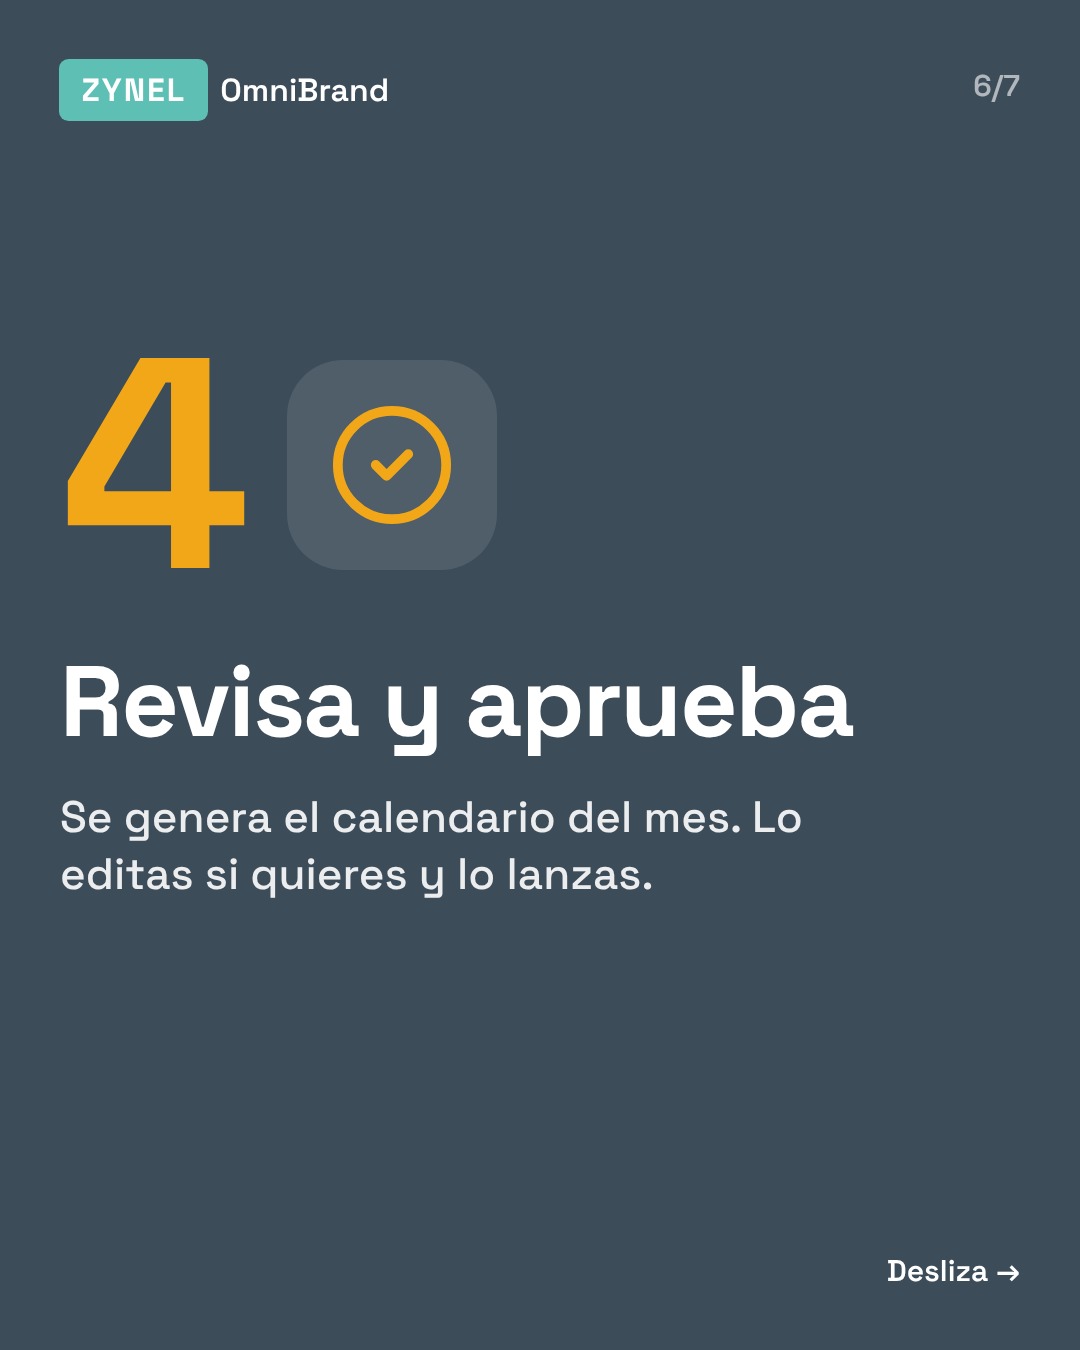 ZYNEL OmniBrand
6/7
4
Revisa y aprueba
Se genera el calendario del mes. Lo
editas si quieres y lo lanzas.
Desliza →